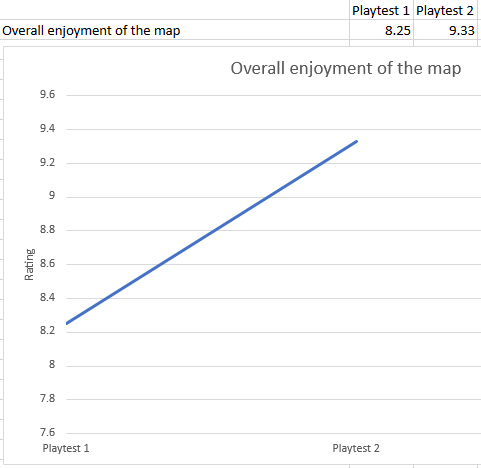 Playtest 1 Playtest 2
Overall enjoyment of the map 8.25 9.33
Overall enjoyment of the map
9.6
9.4
9.2
9
8.8
8.6
8.4
8.2
8
7.8
7.6
Rating
Playtest 1 Playtest 2